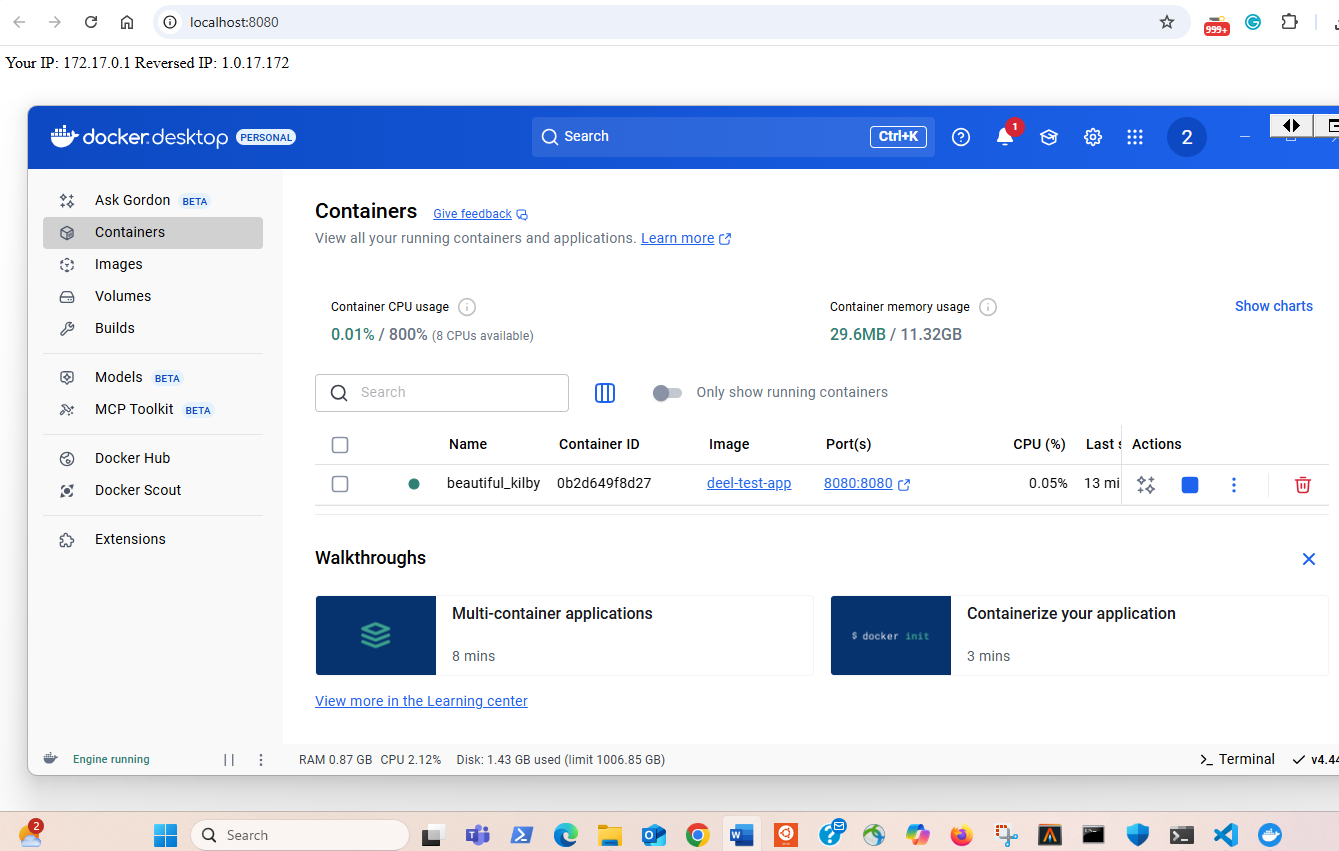 localhost:8080
999+
Your IP: 172.17.0.1 Reversed IP: 1.0.17.172
docker.desktop PERSONAL
Search Ctrl+K
1
2
Ask Gordon BETA
Containers
Images
Volumes
Builds
Models BETA
MCP Toolkit BETA
Docker Hub
Docker Scout
Extensions
Containers Give feedback
View all your running containers and applications. Learn more
Container CPU usage
0.01% / 800% (8 CPUs available)
Container memory usage
29.6MB / 11.32GB
Show charts
Search
Only show running containers
Name Container ID Image Port(s) CPU (%) Last s Actions
beautiful_kilby 0b2d649f8d27 deel-test-app 8080:8080 0.05% 13 mi
Walkthroughs
Multi-container applications
8 mins
$ docker init
Containerize your application
3 mins
View more in the Learning center
Engine running
RAM 0.87 GB CPU 2.12% Disk: 1.43 GB used (limit 1006.85 GB)
Terminal
v4.44
2
Search